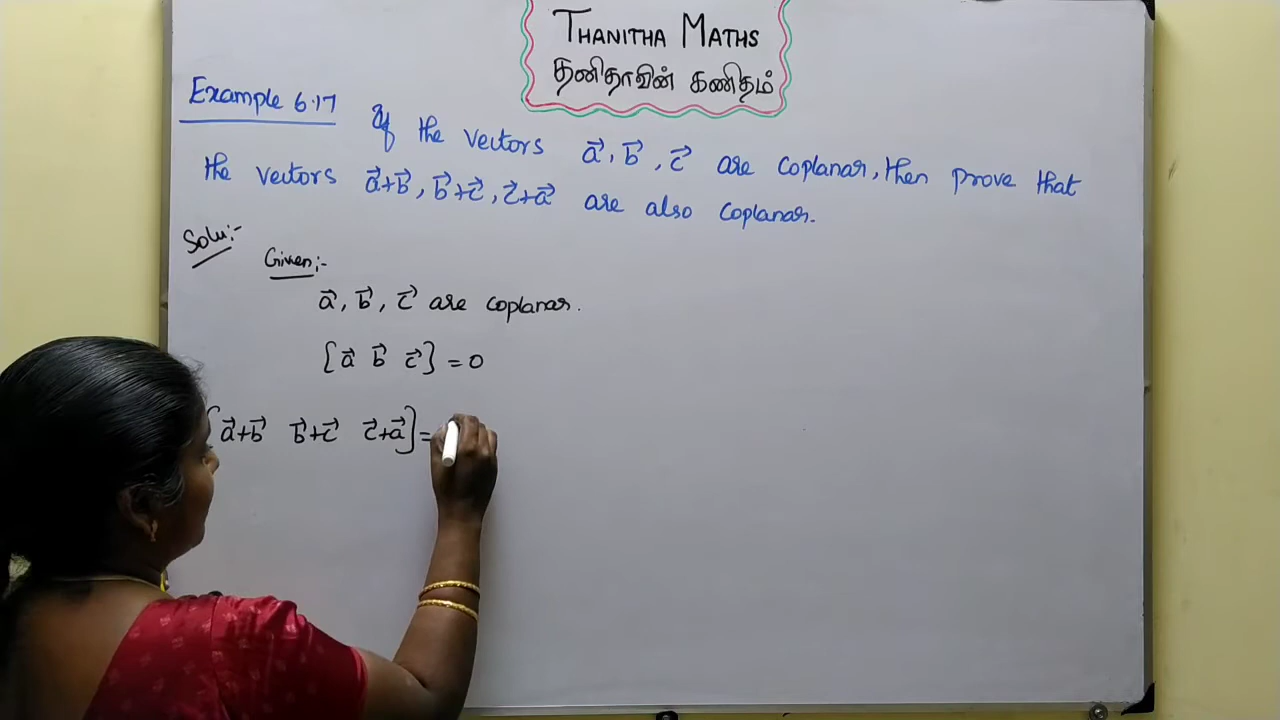 THANITHA MATHS
தனிதாவின் கணிதம்
Example 6.17 If the vectors a⃗, b⃗, c⃗ are coplanar, then prove that
the vectors a⃗+b⃗, b⃗+c⃗, c⃗+a⃗ are also coplanar.
Solu:-
Given:-
a⃗, b⃗, c⃗ are coplanar.
[a⃗ b⃗ c⃗] = 0
[a⃗+b⃗ b⃗+c⃗ c⃗+a⃗] =